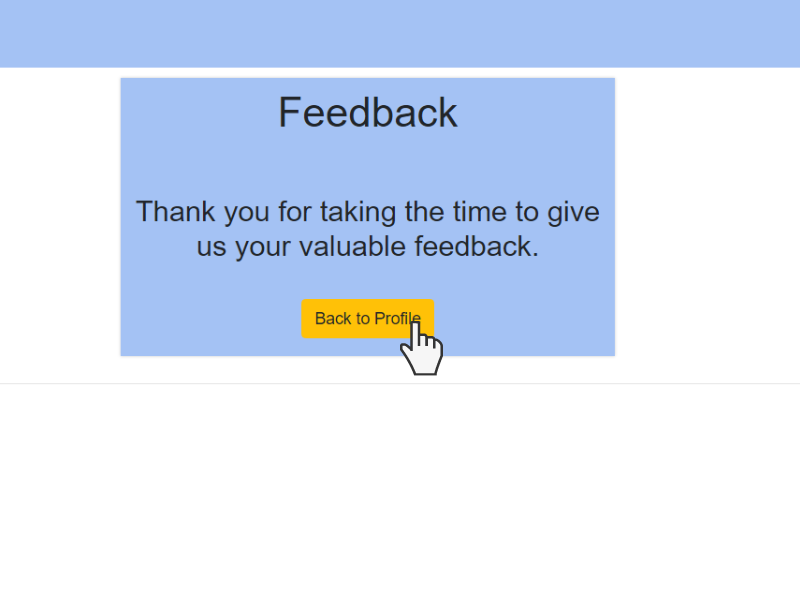 Feedback
Thank you for taking the time to give
us your valuable feedback.
Back to Profile